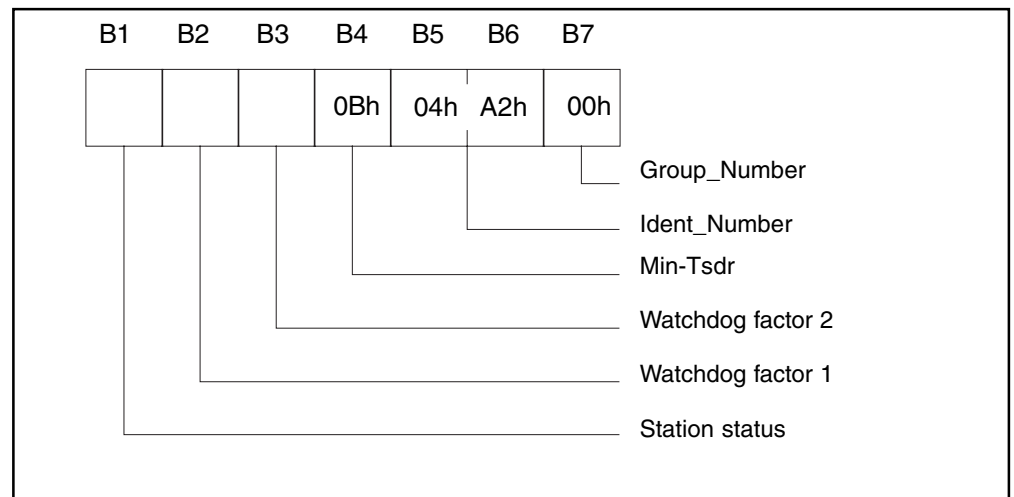 B1 B2 B3 B4 B5 B6 B7
0Bh 04h A2h 00h
Group_Number
Ident_Number
Min-Tsdr
Watchdog factor 2
Watchdog factor 1
Station status